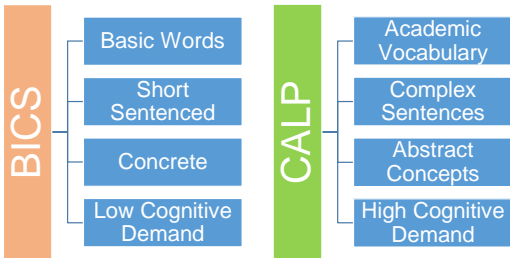 BICS
Basic Words
Short
Sentenced
Concrete
Low Cognitive
Demand
CALP
Academic
Vocabulary
Complex
Sentences
Abstract
Concepts
High Cognitive
Demand